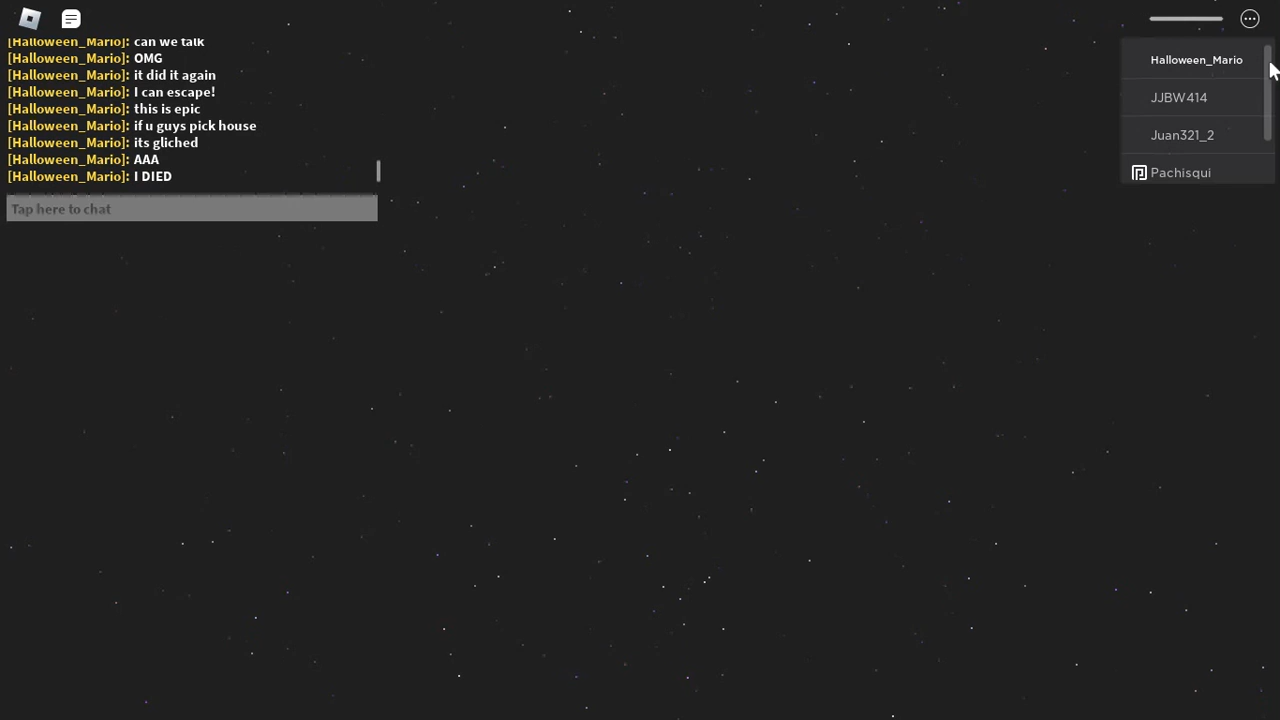 [Halloween_Mario]: can we talk
[Halloween_Mario]: OMG
[Halloween_Mario]: it did it again
[Halloween_Mario]: I can escape!
[Halloween_Mario]: this is epic
[Halloween_Mario]: if u guys pick house
[Halloween_Mario]: its gliched
[Halloween_Mario]: AAA
[Halloween_Mario]: I DIED
Tap here to chat
Halloween_Mario
JJBW414
Juan321_2
Pachisqui